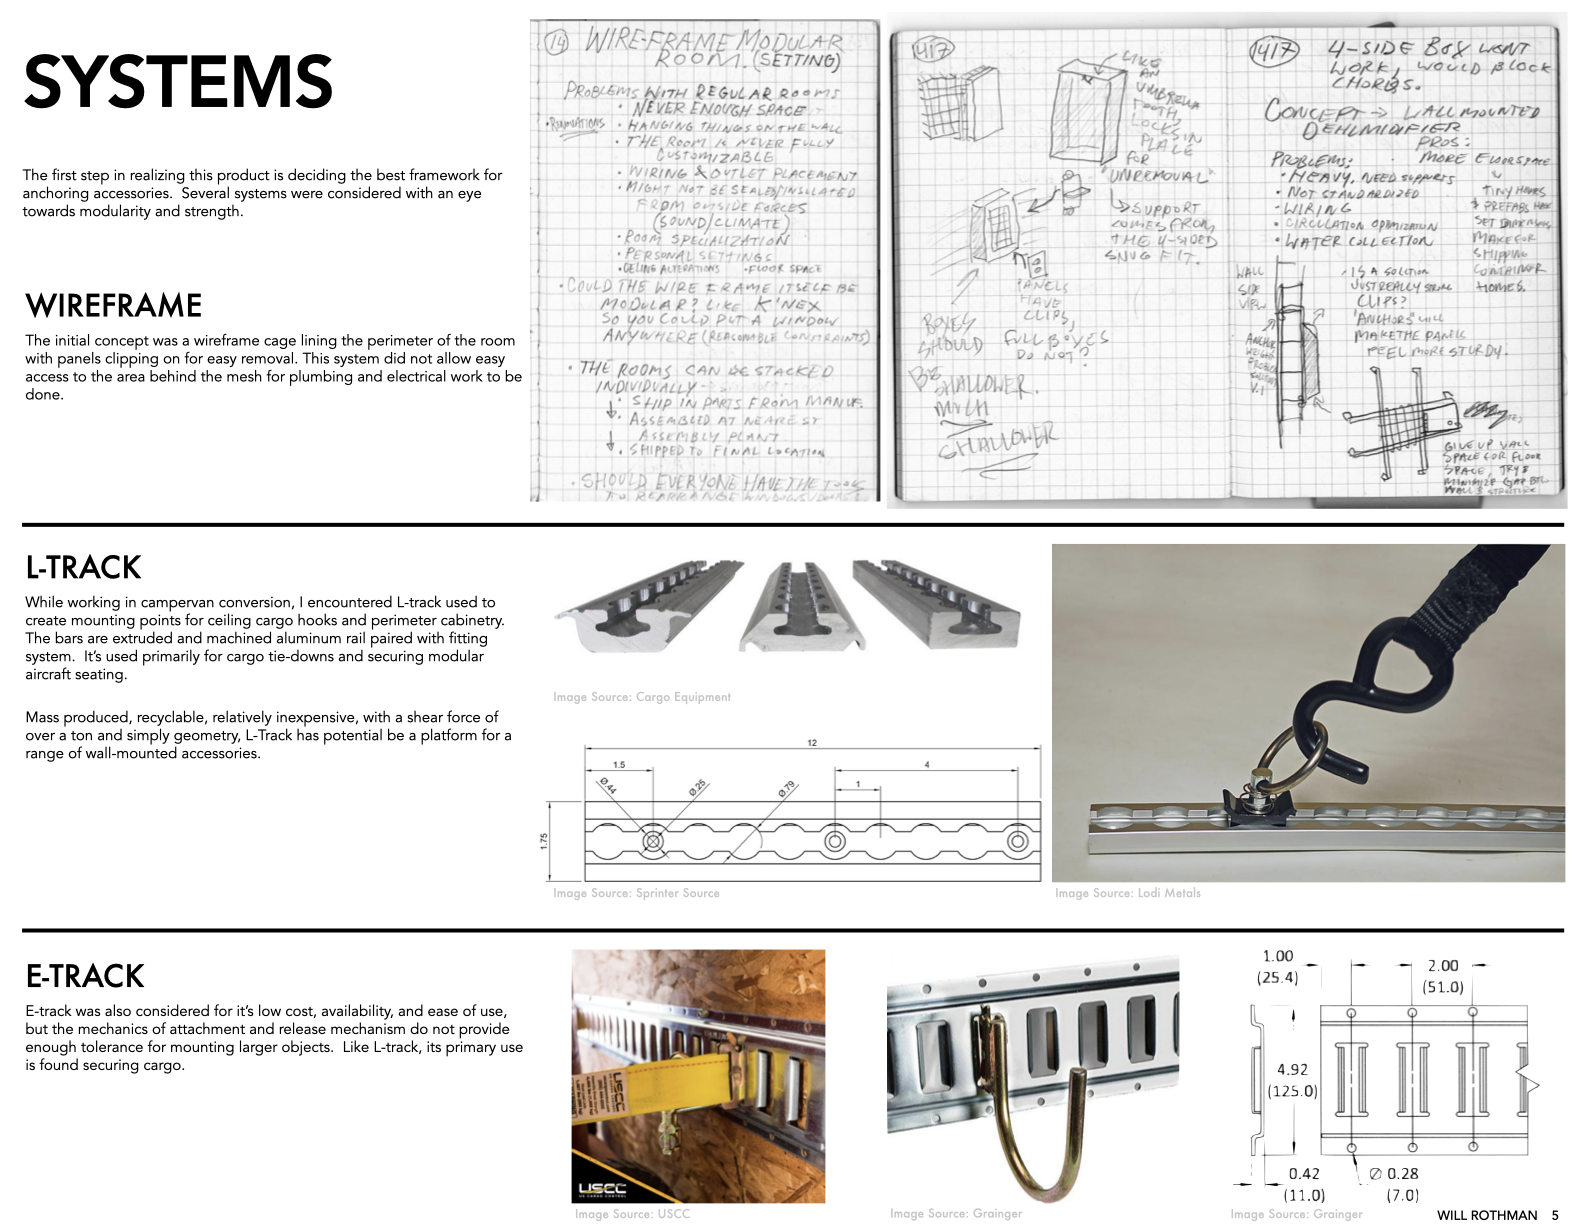 SYSTEMS
The first step in realizing this product is deciding the best framework for
anchoring accessories.  Several systems were considered with an eye
towards modularity and strength.
WIREFRAME
The initial concept was a wireframe cage lining the perimeter of the room
with panels clipping on for easy removal. This system did not allow easy
access to the area behind the mesh for plumbing and electrical work to be
done.
14 WIRE-FRAME MODULAR
ROOM. (SETTING)
PROBLEMS WITH REGULAR ROOMS
• NEVER ENOUGH SPACE
• HANGING THINGS ON THE WALL
• THE ROOM IS NEVER FULLY
CUSTOMIZABLE
• WIRING & OUTLET PLACEMENT
• MIGHT NOT BE SEALED/INSULATED
FROM OUTSIDE FORCES
(SOUND/CLIMATE)
• ROOM SPECIALIZATION
• PERSONAL SETTINGS
• CELING ALTERATIONS • FLOOR SPACE
• COULD THE WIRE FRAME ITSELF BE
MODULAR? LIKE K'NEX
SO YOU COULD PUT A WINDOW
ANYWHERE (REASONABLE CONSTRAINTS)
• THE ROOMS CAN BE STACKED
INDIVIDUALLY
• SHIP IN PARTS FROM MANUF.
• ASSEMBLED AT NEAREST
ASSEMBLY PLANT
• SHIPPED TO FINAL LOCATION
• SHOULD EVERYONE HAVE THE TOOLS
TO REARRANGE WINDOWS
417
LIKE
AN
UMBRELLA
TOOTH,
LOCKS IN
PLACE
FOR
"UNREMOVAL"
SUPPORT
COMES FROM
THE 4-SIDED
SNUG FIT.
PANELS
HAVE
CLIPS,
FULL BOXES
DO NOT?
BOXES
SHOULD
BE
SHALLOWER.
MUCH
SHALLOWER
417
4-SIDE BOX WONT
WORK, WOULD BLOCK
CHORDS.
CONCEPT → WALL MOUNTED
DEHUMIDIFIER
PROS:
MORE FLOORSPACE
TINY HOMES
& PREFABS HAVE
MAKE FOR
SHIPPING
CONTAINER
HOMES.
PROBLEMS:
• HEAVY, NEED SUPPORTS
• NOT STANDARDIZED
• WIRING
• CIRCULATION OPTIMIZATION
• WATER COLLECTION
WALL
SIDE
VIEW
• IS A SOLUTION
JUST REALLY STRONG
CLIPS?
"ANCHORS" WILL
MAKE THE PANELS
FEEL MORE STURDY.
GIVE UP WALL
SPACE FOR FLOOR
SPACE, TRY &
MINIMIZE GAP BTW
WALL & STRUCTURE
L-TRACK
While working in campervan conversion, I encountered L-track used to
create mounting points for ceiling cargo hooks and perimeter cabinetry.
The bars are extruded and machined aluminum rail paired with fitting
system.  It's used primarily for cargo tie-downs and securing modular
aircraft seating.
Mass produced, recyclable, relatively inexpensive, with a shear force of
over a ton and simply geometry, L-Track has potential be a platform for a
range of wall-mounted accessories.
Image Source: Cargo Equipment
12
1.5
4
1
Ø.44
Ø.25
Ø.79
1.75
Image Source: Sprinter Source
Image Source: Lodi Metals
E-TRACK
E-track was also considered for it's low cost, availability, and ease of use,
but the mechanics of attachment and release mechanism do not provide
enough tolerance for mounting larger objects.  Like L-track, its primary use
is found securing cargo.
USCC
USCC
US CARGO CONTROL
Image Source: USCC
Image Source: Grainger
1.00
(25.4)
2.00
(51.0)
4.92
(125.0)
0.42
(11.0)
Ø 0.28
(7.0)
Image Source: Grainger
WILL ROTHMAN 5